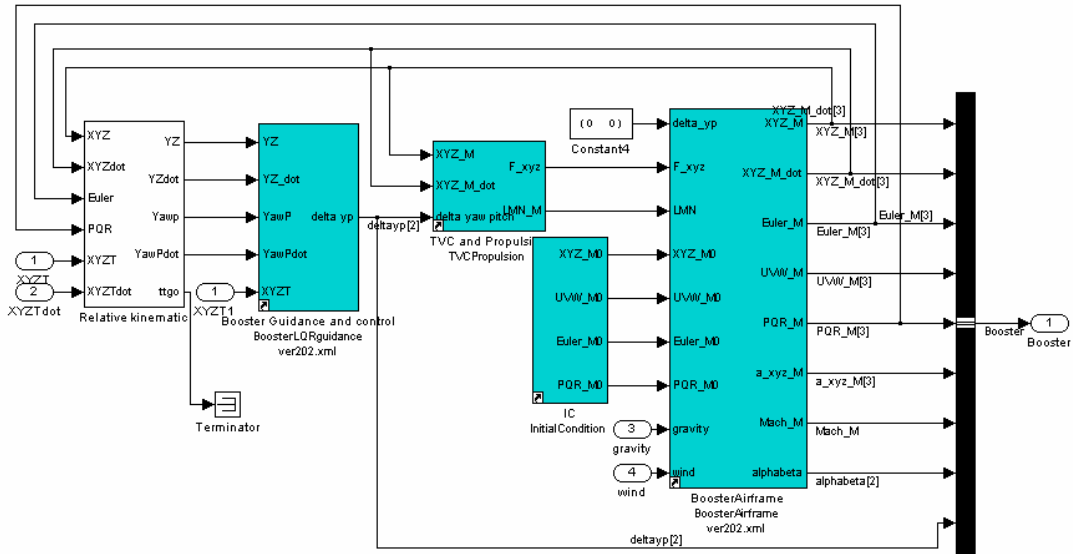 XYZ
XYZdot
Euler
PQR
XYZT
XYZTdot
YZ
YZdot
Yawp
YawPdot
ttgo
Relative kinematic
1
XYZT
2
XYZTdot
Terminator
YZ
YZ_dot
YawP
YawPdot
XYZT
delta yp
1
XYZT1
Booster Guidance and control
BoosterLQRguidance
ver202.xml
deltayp[2]
XYZ_M
XYZ_M_dot
delta yaw pitch
F_xyz
LMN_M
TVC and Propulsi
TVCPropulsion
(0 0)
Constant4
XYZ_M0
UVW_M0
Euler_M0
PQR_M0
IC
InitialCondition
3
gravity
4
wind
delta_yp
F_xyz
LMN
XYZ_M0
UVW_M0
Euler_M0
PQR_M0
gravity
wind
XYZ_M
XYZ_M_dot
Euler_M
UVW_M
PQR_M
a_xyz_M
Mach_M
alphabeta
BoosterAirframe
BoosterAirframe
ver202.xml
XYZ_M_dot[3]
XYZ_M[3]
XYZ_M_dot[3]
Euler_M[3]
Euler_M[3]
UVW_M[3]
PQR_M[3]
a_xyz_M[3]
Mach_M
alphabeta[2]
deltayp[2]
Booster
1
Booster